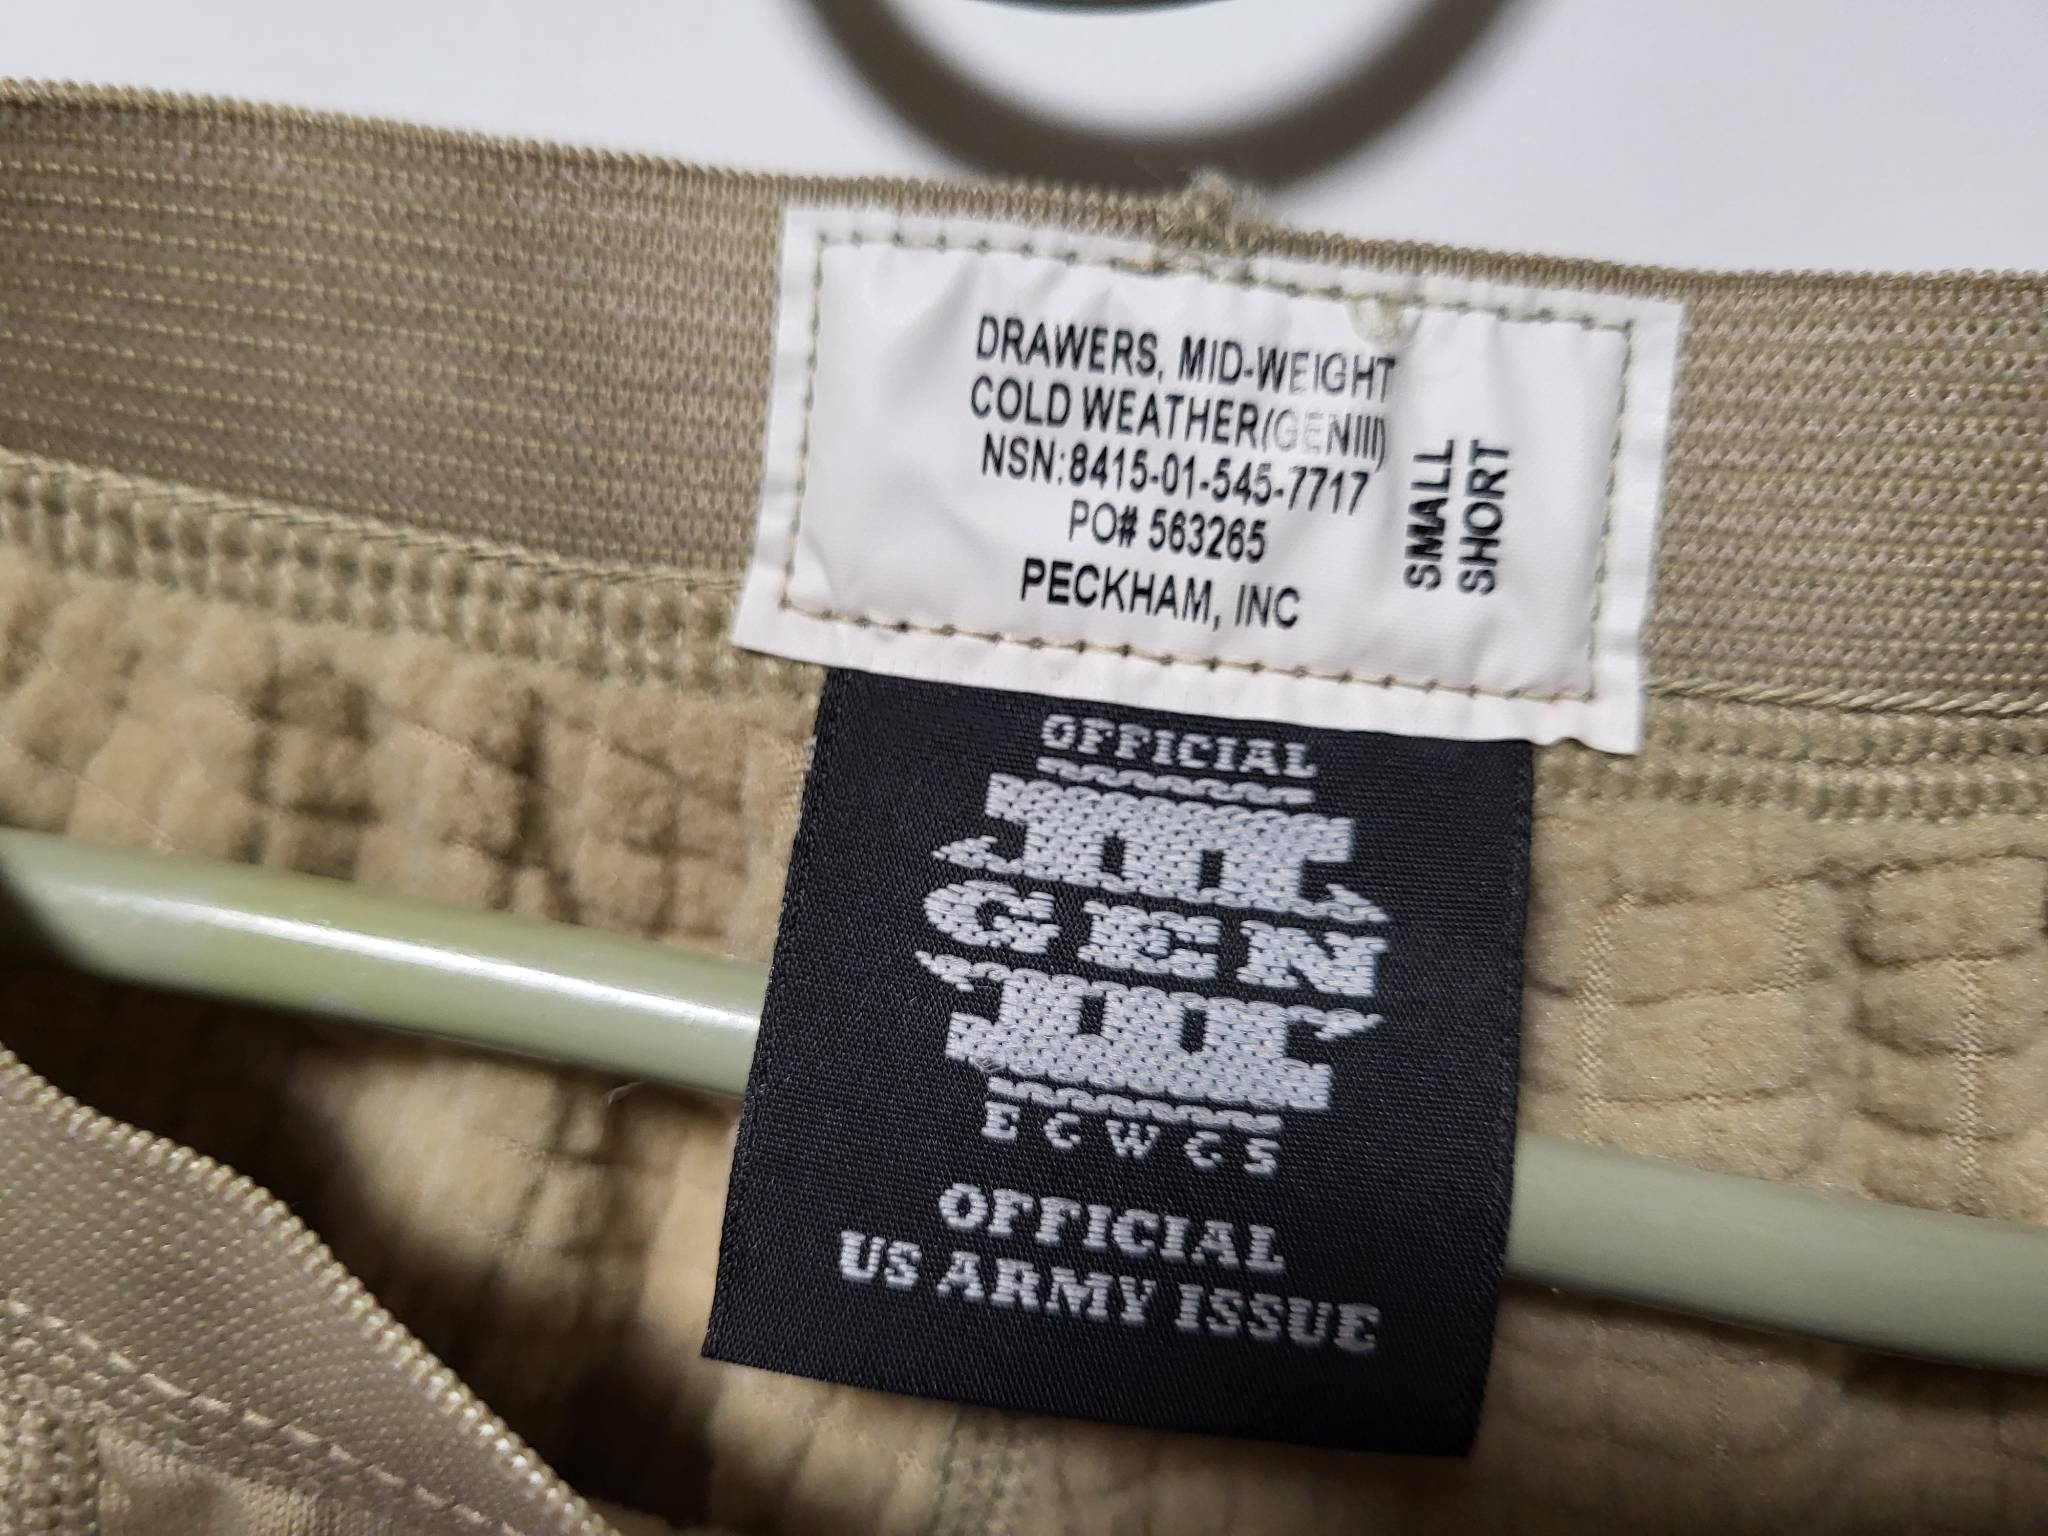 DRAWERS, MID-WEIGHT
COLD WEATHER(GENIII)
NSN:8415-01-545-7717
PO# 563265
PECKHAM, INC
SMALL
SHORT
OFFICIAL
III
GEN
III
ECWCS
OFFICIAL
US ARMY ISSUE